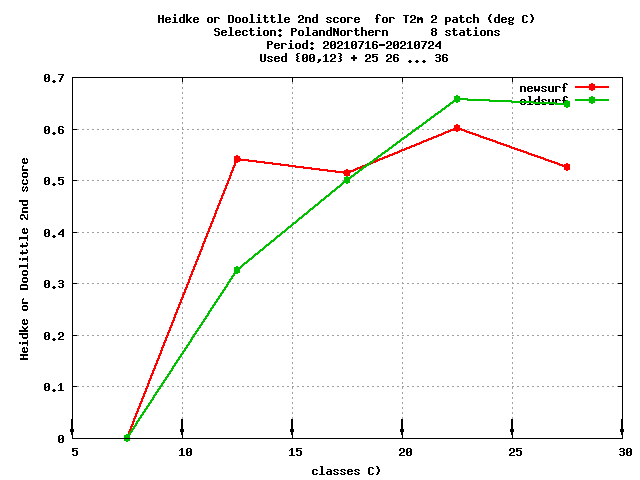 Heidke or Doolittle 2nd score  for T2m 2 patch (deg C)
Selection: PolandNorthern      8 stations
Period: 20210716-20210724
Used {00,12} + 25 26 ... 36
newsurf
oldsurf
Heidke or Doolittle 2nd score
0.7
0.6
0.5
0.4
0.3
0.2
0.1
0
5 10 15 20 25 30
classes C)